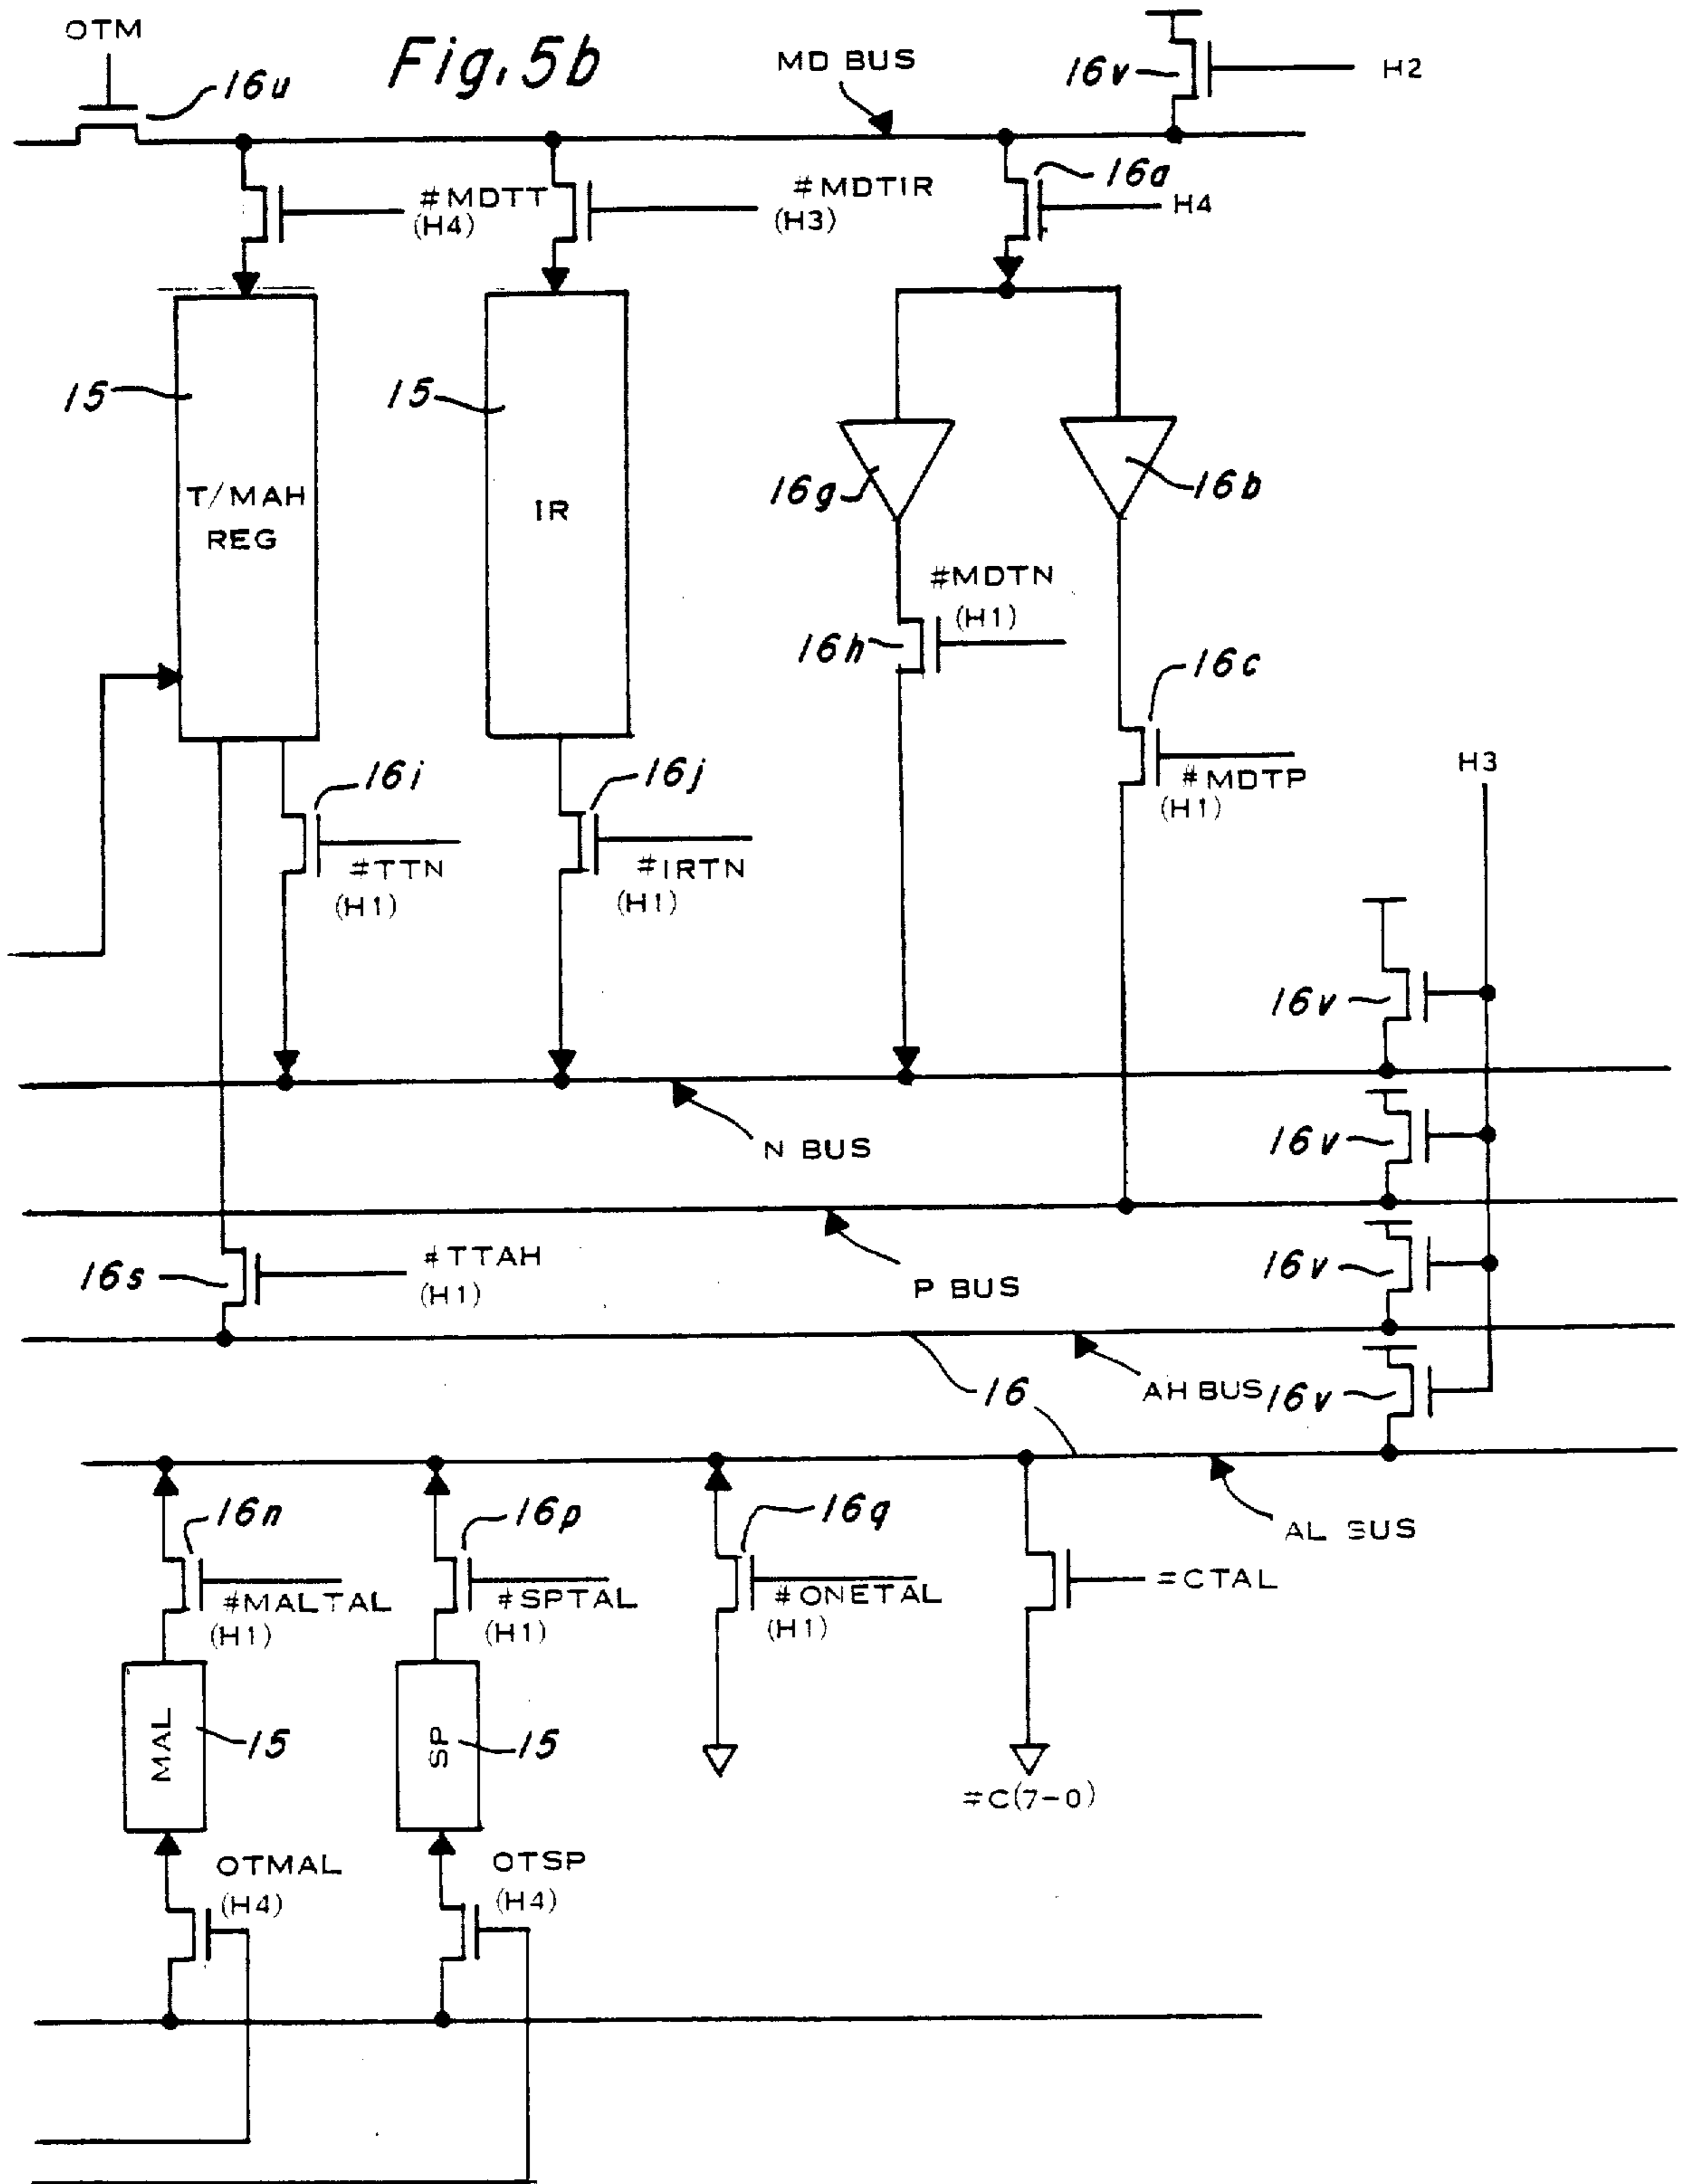 OTM
Fig. 5b
16u
MD BUS
16v
H2
#MDTT
(H4)
#MDTIR
(H3)
16a
H4
15
15
T/MAH
REG
IR
16g
16b
#MDTN
(H1)
16h
16c
#MDTP
(H1)
H3
16i
16j
#TTN
(H1)
#IRTN
(H1)
16v
N BUS
16v
P BUS
16s
#TTAH
(H1)
16v
16
AH BUS
16v
AL BUS
16n
16p
16q
#MALTAL
(H1)
#SPTAL
(H1)
#ONETAL
(H1)
=CTAL
MAL
15
SP
15
=C(7-0)
OTMAL
(H4)
OTSP
(H4)